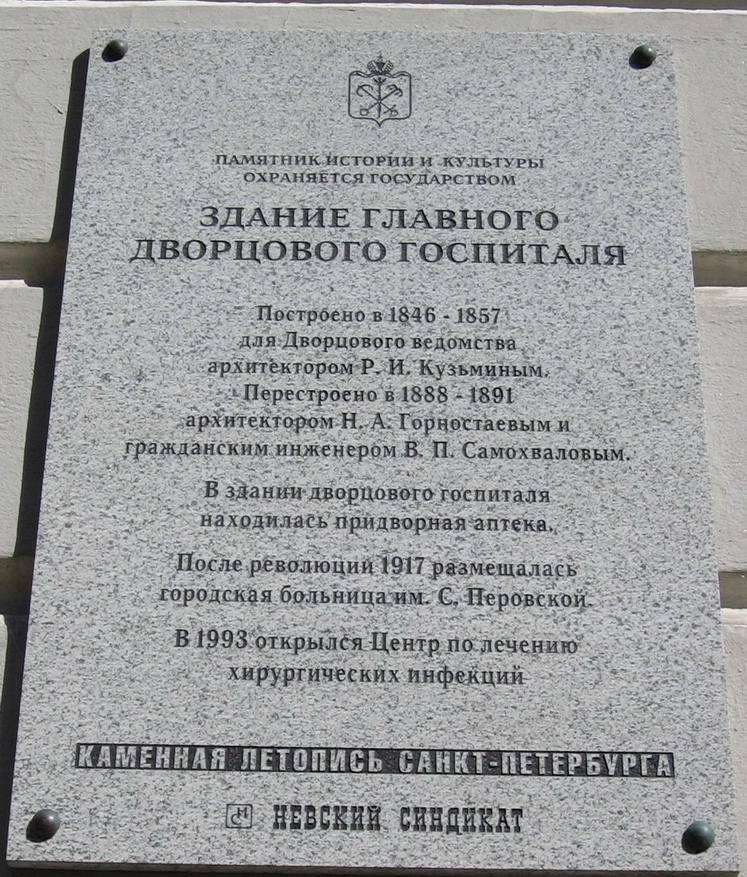 ПАМЯТНИК ИСТОРИИ И КУЛЬТУРЫ
ОХРАНЯЕТСЯ ГОСУДАРСТВОМ
ЗДАНИЕ ГЛАВНОГО
ДВОРЦОВОГО ГОСПИТАЛЯ
Построено в 1846 - 1857
для Дворцового ведомства
архитектором Р. И. Кузьминым.
Перестроено в 1888 - 1891
архитектором Н. А. Горностаевым и
гражданским инженером В. П. Самохваловым.
В здании дворцового госпиталя
находилась придворная аптека.
После революции 1917 размещалась
городская больница им. С. Перовской.
В 1993 открылся Центр по лечению
хирургических инфекций
КАМЕННАЯ ЛЕТОПИСЬ САНКТ-ПЕТЕРБУРГА
НЕВСКИЙ СИНДИКАТ